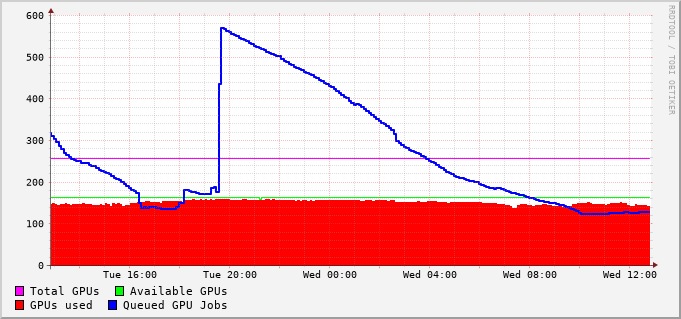 600
500
400
300
200
100
0
Tue 16:00 Tue 20:00 Wed 00:00 Wed 04:00 Wed 08:00 Wed 12:00
Total GPUs Available GPUs
GPUs used Queued GPU Jobs
RRDTOOL / TOBI OETIKER